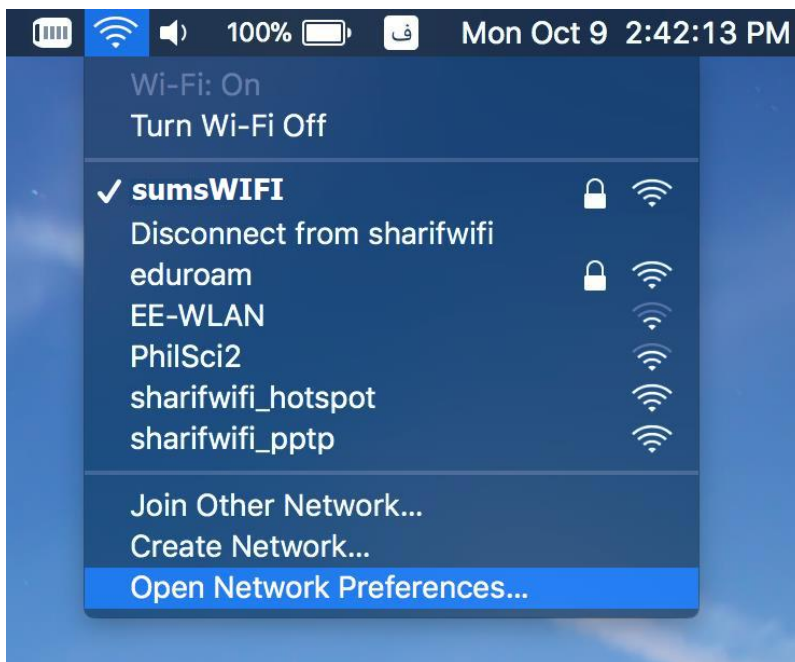 100% ف Mon Oct 9 2:42:13 PM
Wi-Fi: On
Turn Wi-Fi Off
✓ sumsWIFI
Disconnect from sharifwifi
eduroam
EE-WLAN
PhilSci2
sharifwifi_hotspot
sharifwifi_pptp
Join Other Network...
Create Network...
Open Network Preferences...